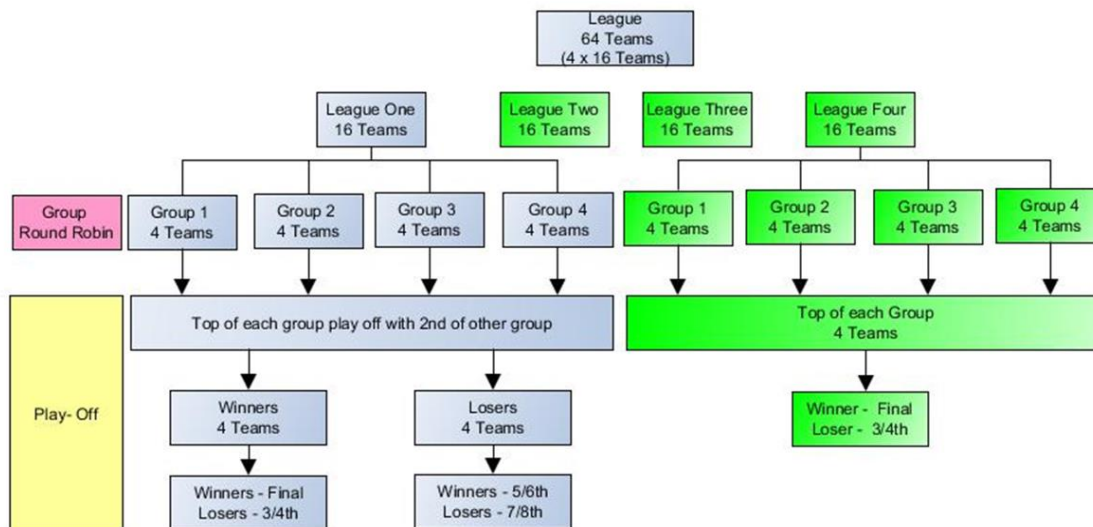 League
64 Teams
(4 x 16 Teams)
League One
16 Teams
League Two
16 Teams
League Three
16 Teams
League Four
16 Teams
Group
Round Robin
Group 1
4 Teams
Group 2
4 Teams
Group 3
4 Teams
Group 4
4 Teams
Group 1
4 Teams
Group 2
4 Teams
Group 3
4 Teams
Group 4
4 Teams
Play- Off
Top of each group play off with 2nd of other group
Top of each Group
4 Teams
Winners
4 Teams
Losers
4 Teams
Winner - Final
Loser - 3/4th
Winners - Final
Losers - 3/4th
Winners - 5/6th
Losers - 7/8th